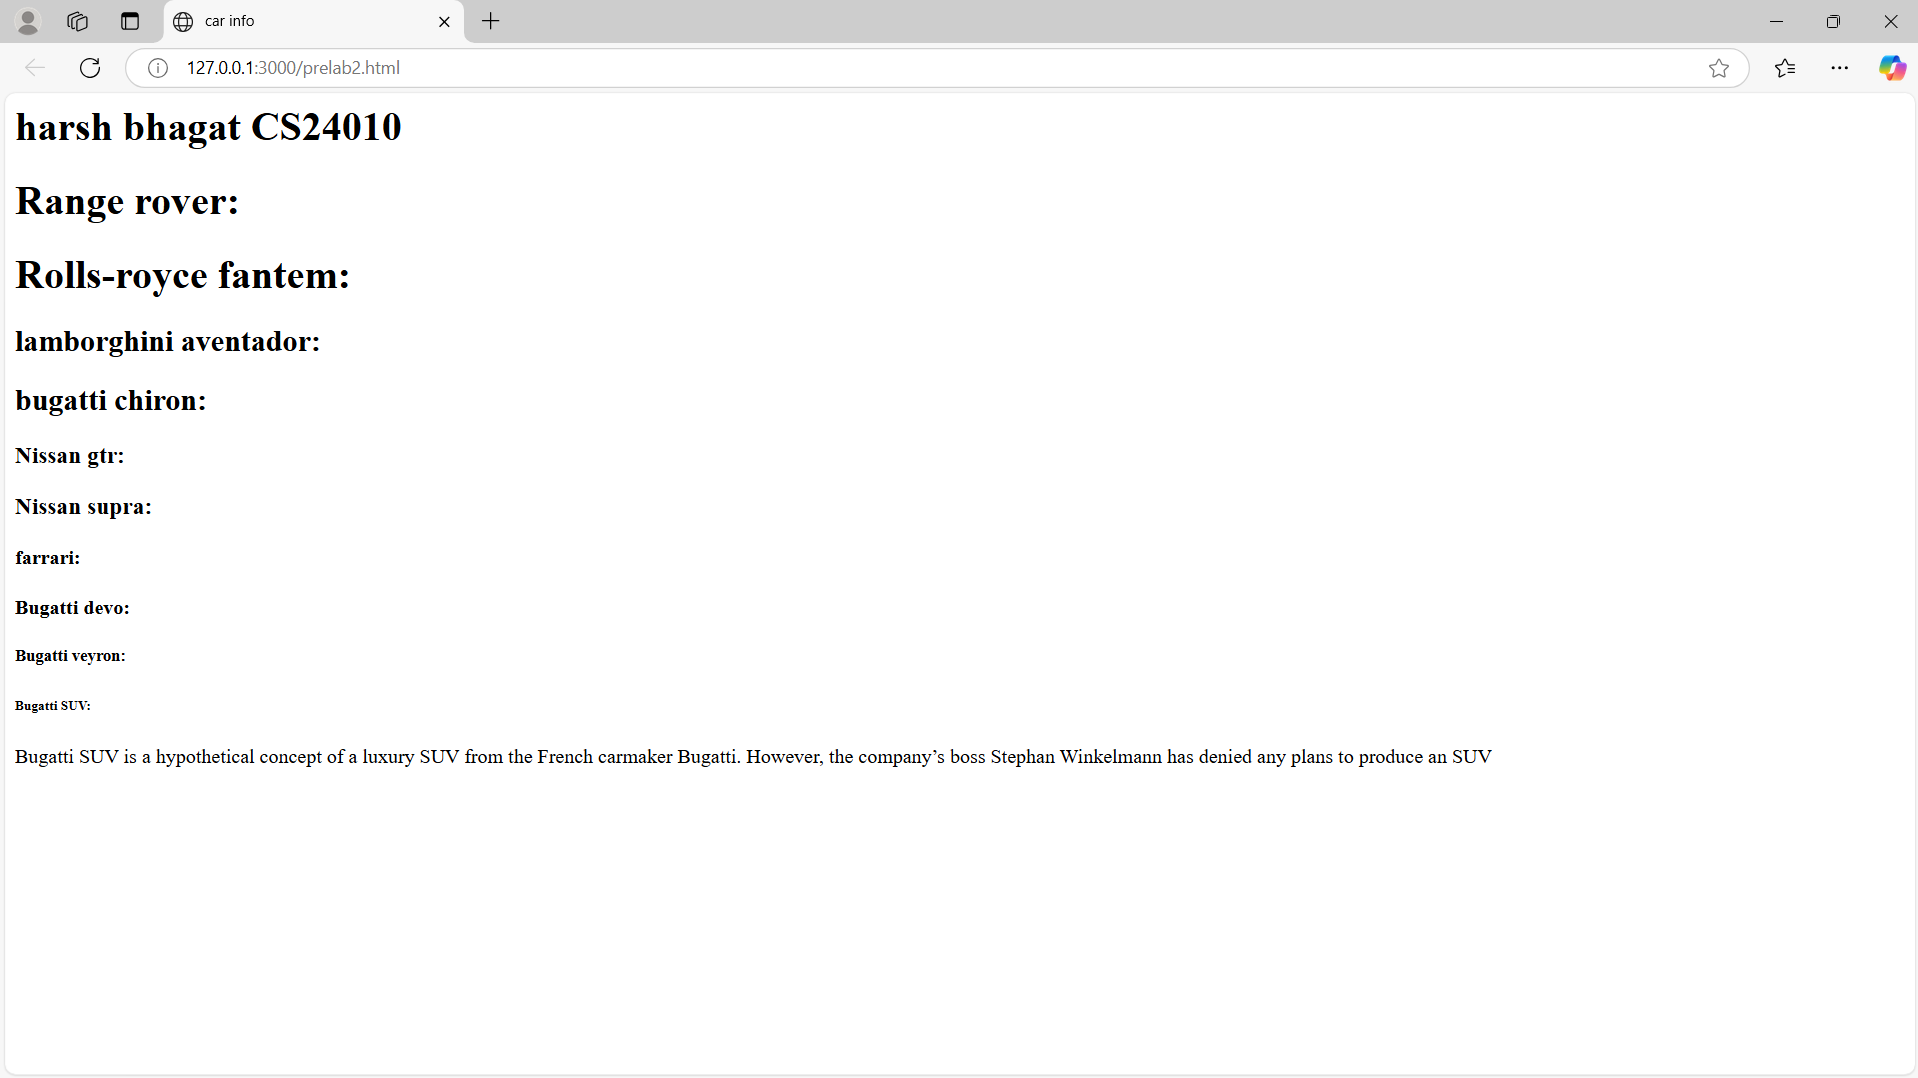 car info
127.0.0.1:3000/prelab2.html
harsh bhagat CS24010
Range rover:
Rolls-royce fantem:
lamborghini aventador:
bugatti chiron:
Nissan gtr:
Nissan supra:
farrari:
Bugatti devo:
Bugatti veyron:
Bugatti SUV:
Bugatti SUV is a hypothetical concept of a luxury SUV from the French carmaker Bugatti. However, the company’s boss Stephan Winkelmann has denied any plans to produce an SUV